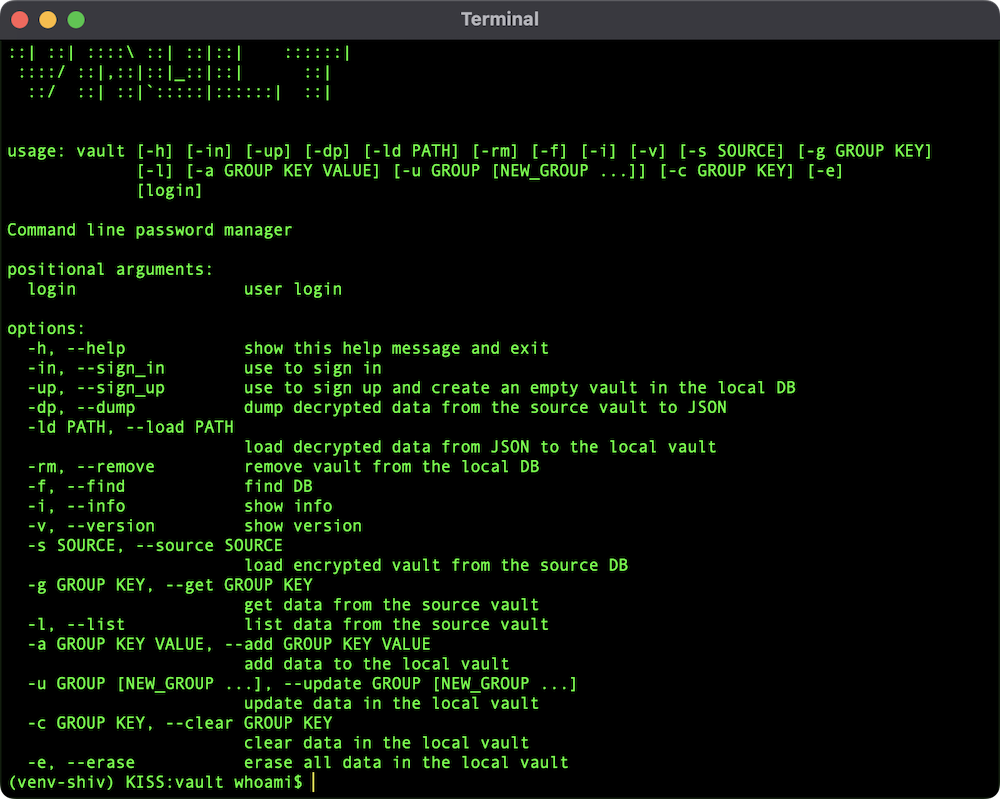 Terminal
::| ::| ::::\ ::| ::|::|    ::::::|
 ::::/ ::|,::|::|_::|::|      ::|
  ::/  ::| ::|`:::::|::::::|  ::|
usage: vault [-h] [-in] [-up] [-dp] [-ld PATH] [-rm] [-f] [-i] [-v] [-s SOURCE] [-g GROUP KEY]
             [-l] [-a GROUP KEY VALUE] [-u GROUP [NEW_GROUP ...]] [-c GROUP KEY] [-e]
             [login]
Command line password manager
positional arguments:
  login                 user login
options:
  -h, --help            show this help message and exit
  -in, --sign_in        use to sign in
  -up, --sign_up        use to sign up and create an empty vault in the local DB
  -dp, --dump           dump decrypted data from the source vault to JSON
  -ld PATH, --load PATH
                        load decrypted data from JSON to the local vault
  -rm, --remove         remove vault from the local DB
  -f, --find            find DB
  -i, --info            show info
  -v, --version         show version
  -s SOURCE, --source SOURCE
                        load encrypted vault from the source DB
  -g GROUP KEY, --get GROUP KEY
                        get data from the source vault
  -l, --list            list data from the source vault
  -a GROUP KEY VALUE, --add GROUP KEY VALUE
                        add data to the local vault
  -u GROUP [NEW_GROUP ...], --update GROUP [NEW_GROUP ...]
                        update data in the local vault
  -c GROUP KEY, --clear GROUP KEY
                        clear data in the local vault
  -e, --erase           erase all data in the local vault
(venv-shiv) KISS:vault whoami$